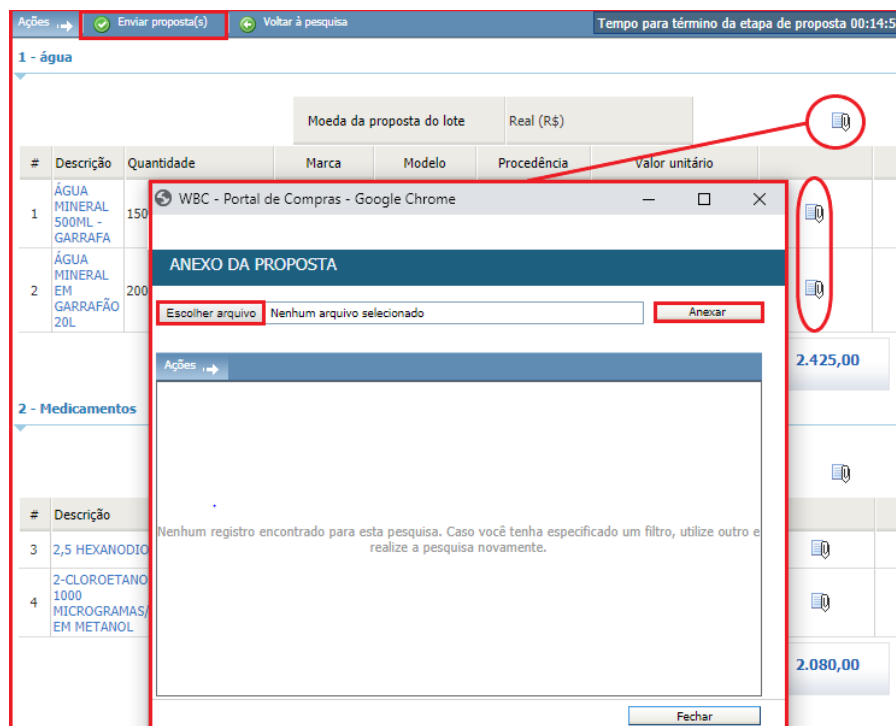 Ações Enviar proposta(s) Voltar à pesquisa Tempo para término da etapa de proposta 00:14:5
1 - água
Moeda da proposta do lote Real (R$)
# Descrição Quantidade Marca Modelo Procedência Valor unitário
1 ÁGUA MINERAL 500ML - GARRAFA 150
2 ÁGUA MINERAL EM GARRAFÃO 20L 200
2.425,00
WBC - Portal de Compras - Google Chrome
ANEXO DA PROPOSTA
Escolher arquivo Nenhum arquivo selecionado Anexar
Ações
Nenhum registro encontrado para esta pesquisa. Caso você tenha especificado um filtro, utilize outro e
realize a pesquisa novamente.
Fechar
2 - Medicamentos
# Descrição
3 2,5 HEXANODIO
4 2-CLOROETANO 1000 MICROGRAMAS/ EM METANOL
2.080,00